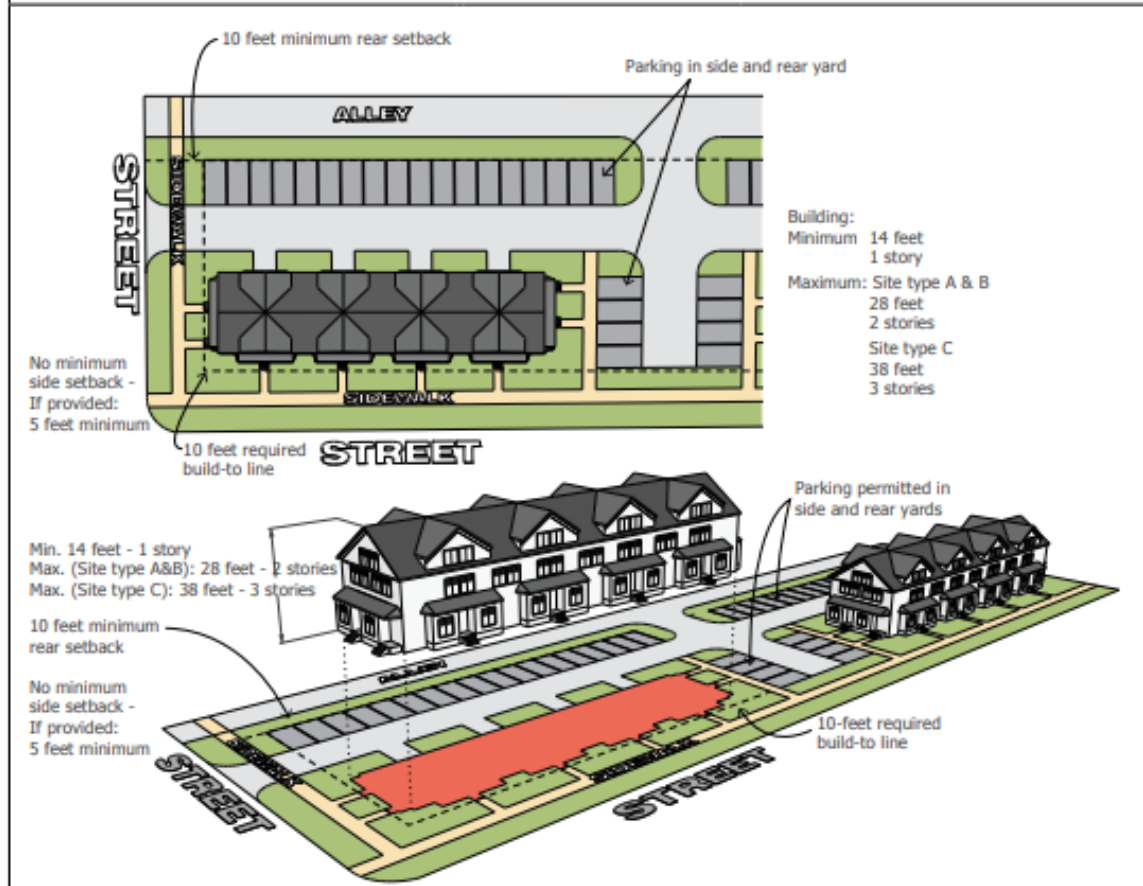 10 feet minimum rear setback
Parking in side and rear yard
ALLEY
STREET
SIDEWALK
Building:
Minimum 14 feet
1 story
Maximum: Site type A & B
28 feet
2 stories
Site type C
38 feet
3 stories
No minimum
side setback -
If provided:
5 feet minimum
SIDEWALK
10 feet required
build-to line
STREET
Parking permitted in
side and rear yards
Min. 14 feet - 1 story
Max. (Site type A&B): 28 feet - 2 stories
Max. (Site type C): 38 feet - 3 stories
10 feet minimum
rear setback
ALLEY
No minimum
side setback -
If provided:
5 feet minimum
SIDEWALK
10-feet required
build-to line
SIDEWALK
STREET
STREET